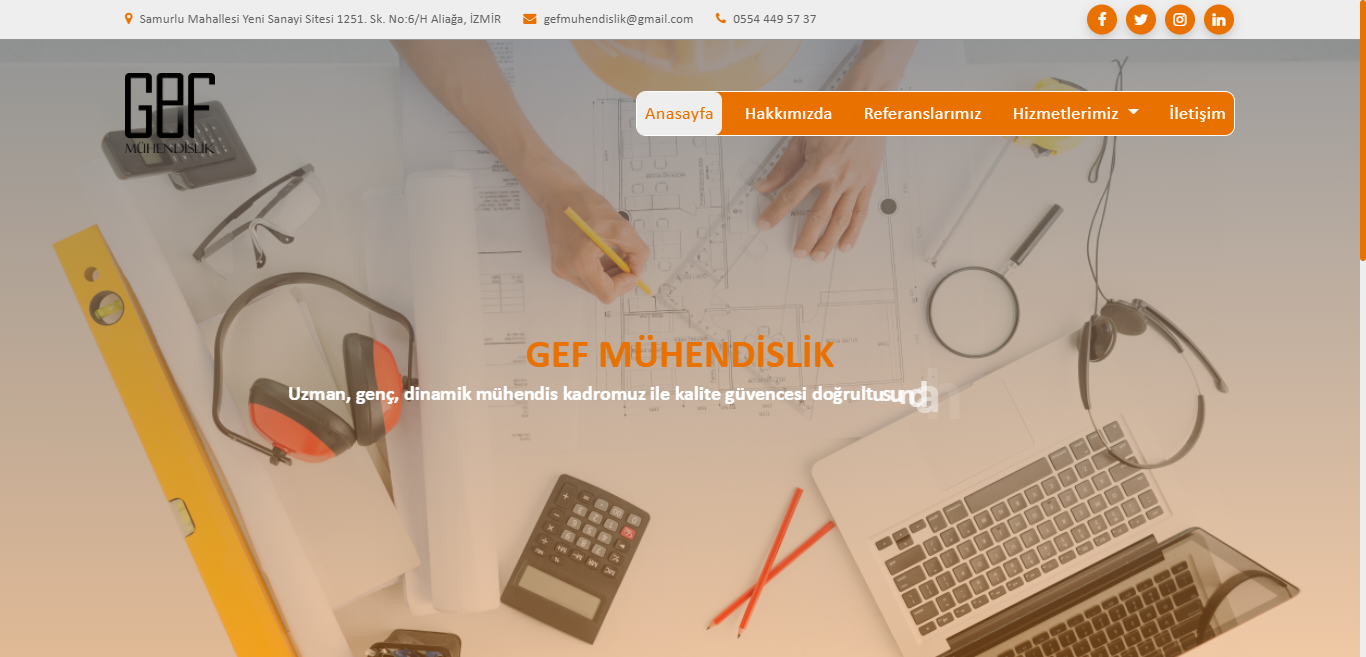 Samurlu Mahallesi Yeni Sanayi Sitesi 1251. Sk. No:6/H Aliağa, İZMİR gefmuhendislik@gmail.com 0554 449 57 37
GEF
MÜHENDİSLİK
Anasayfa Hakkımızda Referanslarımız Hizmetlerimiz İletişim
GEF MÜHENDİSLİK
Uzman, genç, dinamik mühendis kadromuz ile kalite güvencesi doğrultusunda